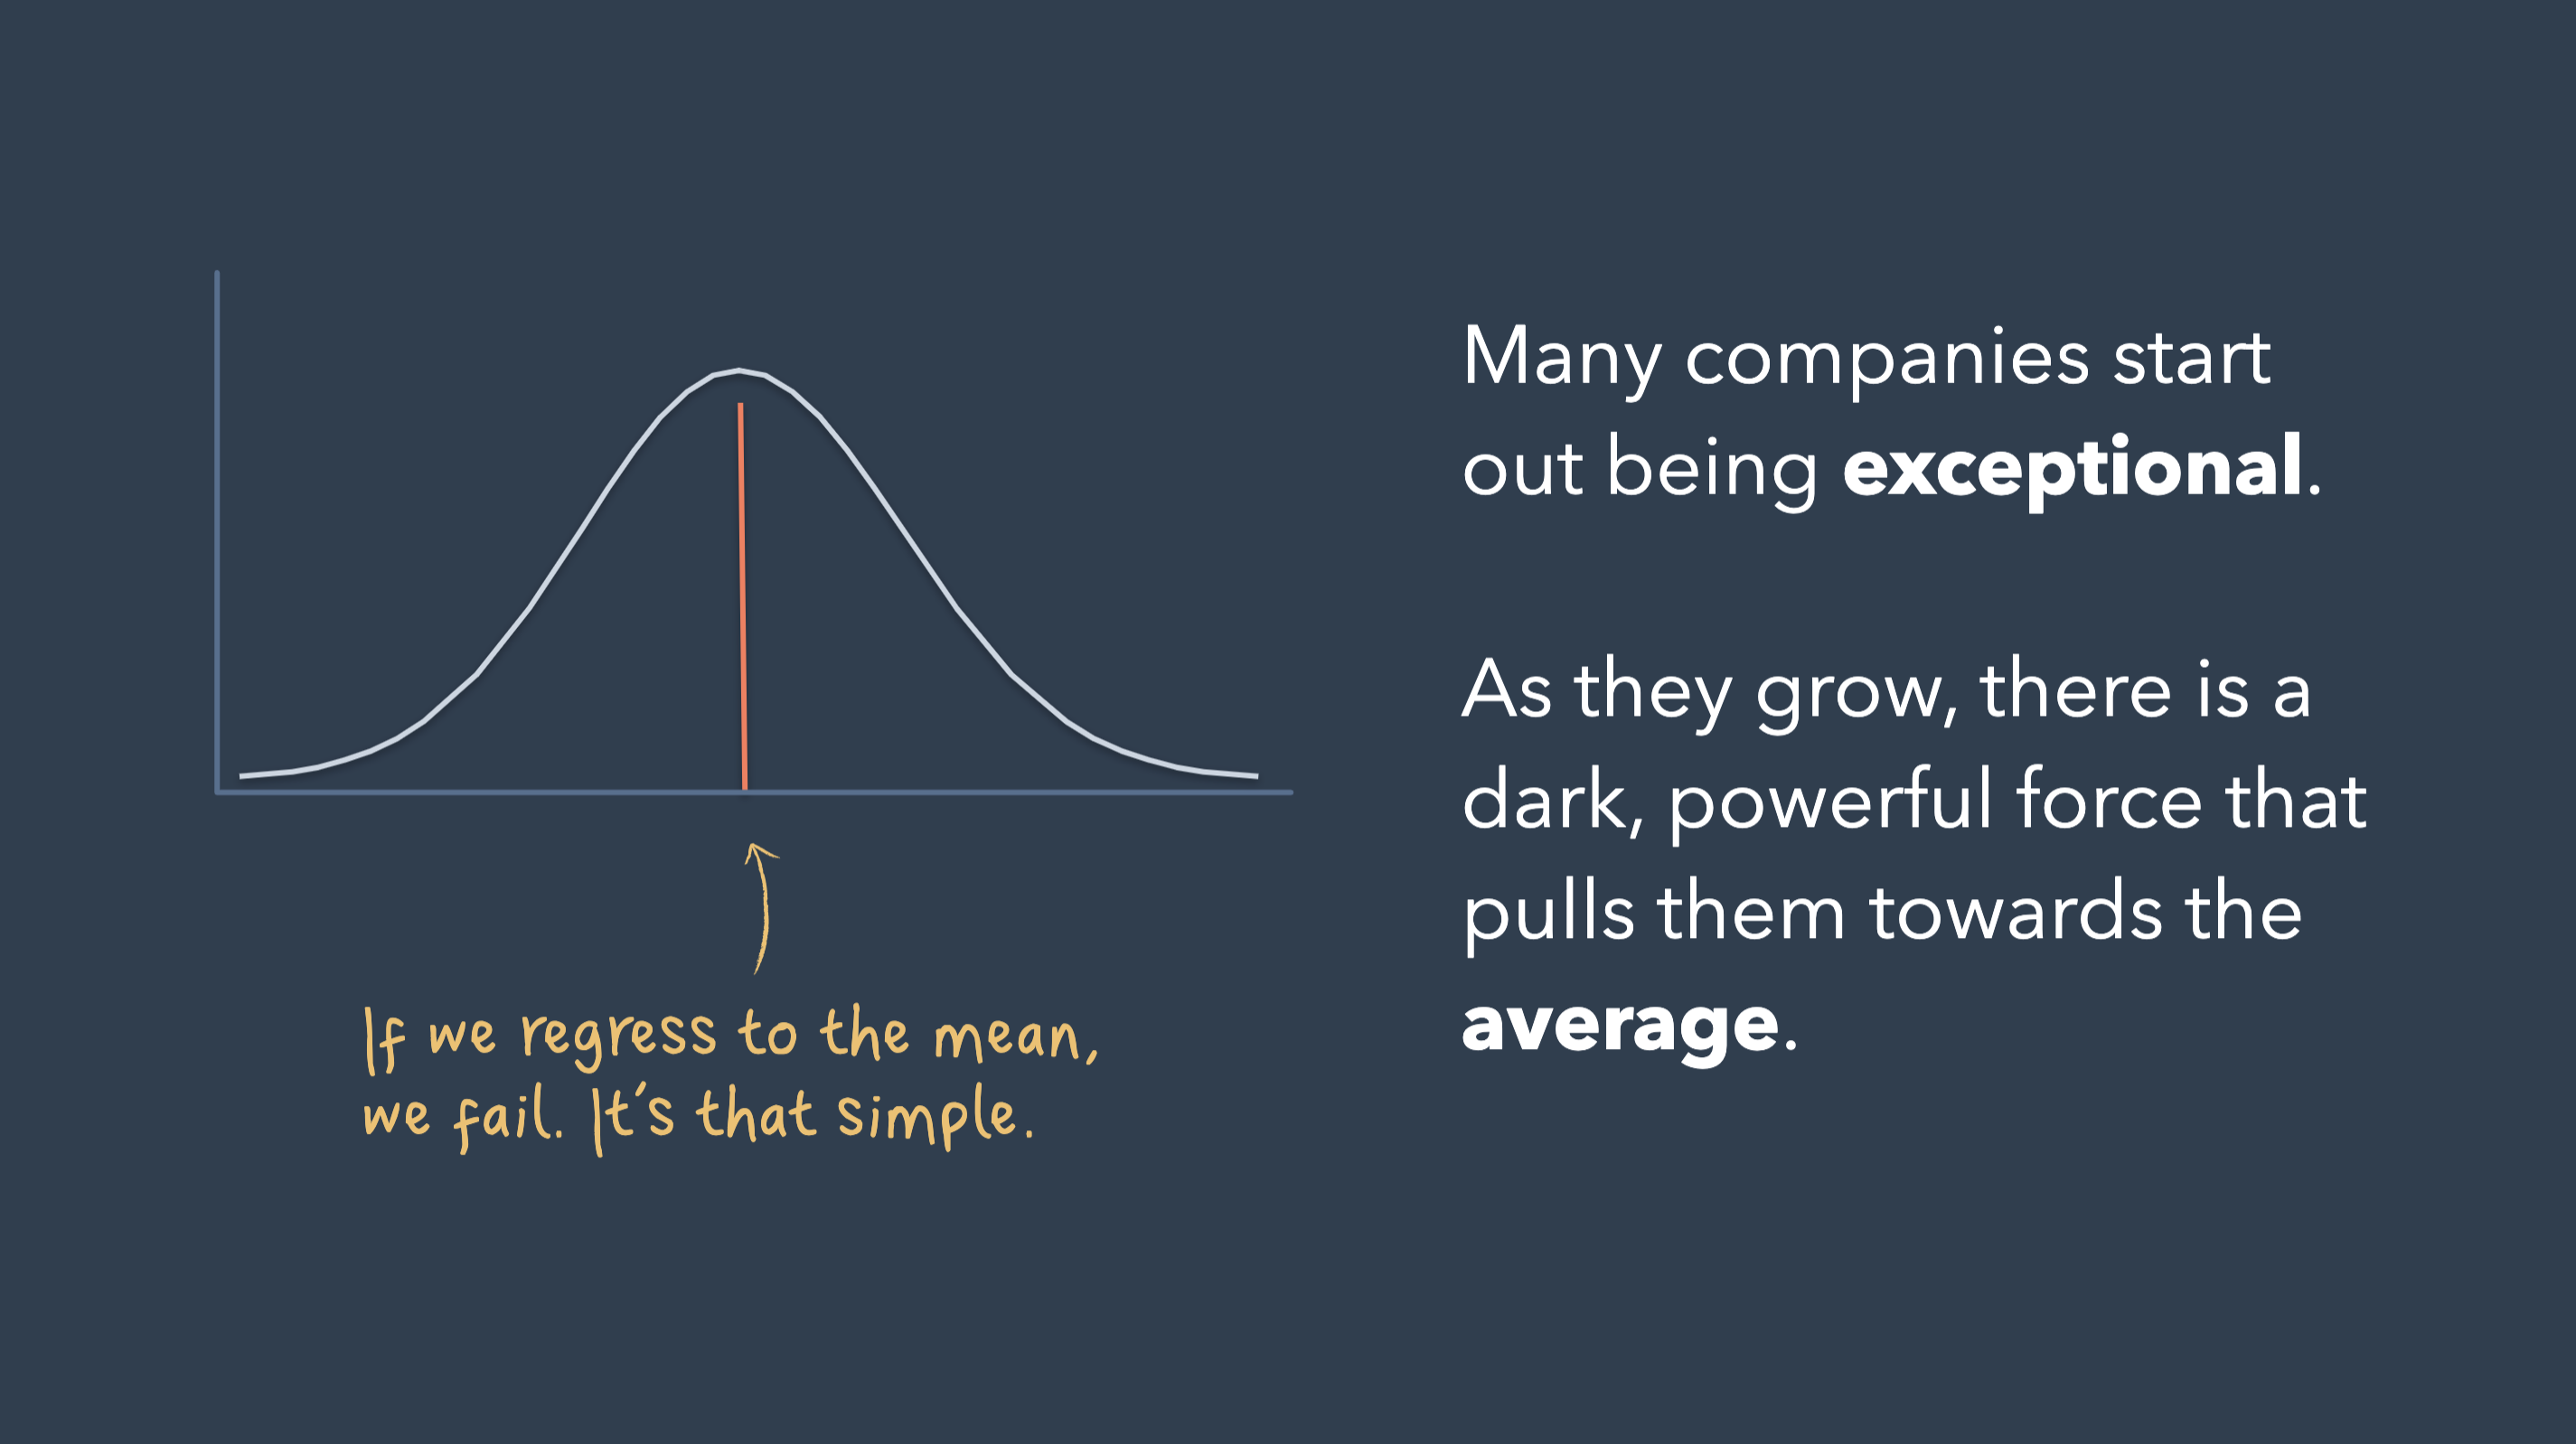 Many companies start
out being exceptional.
As they grow, there is a
dark, powerful force that
pulls them towards the
average.
If we regress to the mean,
we fail. It's that simple.